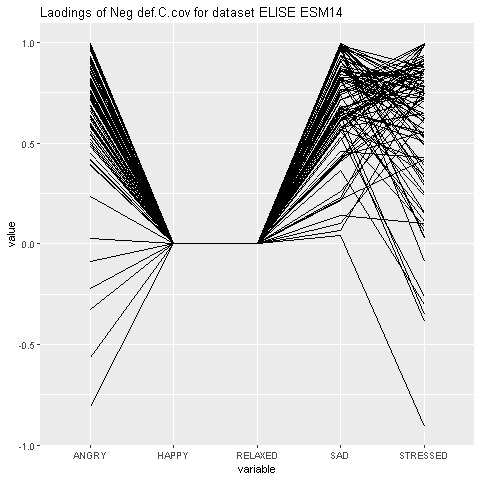 Laodings of Neg def.C.cov for dataset ELISE ESM14
1.0
0.5
0.0
-0.5
-1.0
value
ANGRY HAPPY RELAXED SAD STRESSED
variable